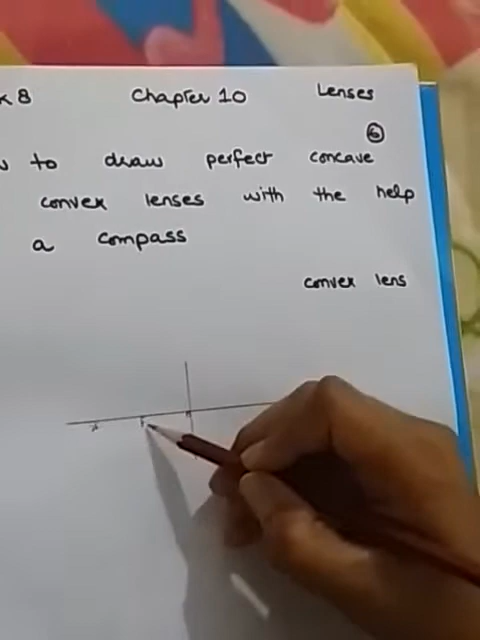 8 Chapter 10 Lenses
6
to draw perfect concave
convex lenses with the help
a compass
convex lens